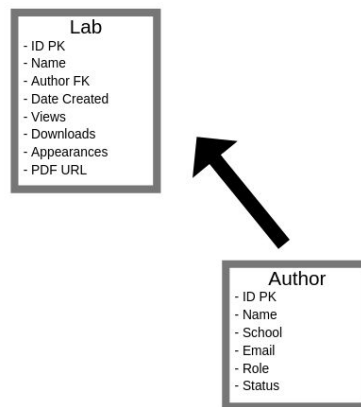 Lab
- ID PK
- Name
- Author FK
- Date Created
- Views
- Downloads
- Appearances
- PDF URL
Author
- ID PK
- Name
- School
- Email
- Role
- Status